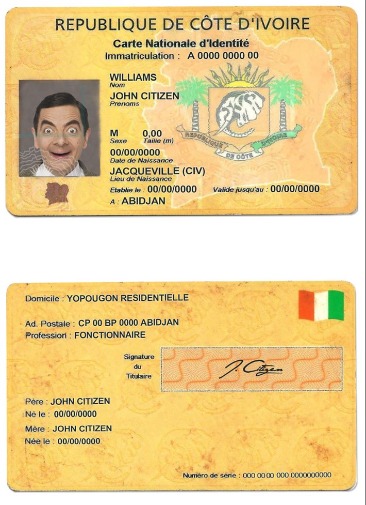 REPUBLIQUE DE CÔTE D'IVOIRE
Carte Nationale d'Identité
Immatriculation : A 0000 0000 00
WILLIAMS
Nom
JOHN CITIZEN
Prenoms
M 0,00
Sexe Taille (m)
00/00/0000
Date de Naissance
JACQUEVILLE (CIV)
Lieu de Naissance
Etablie le : 00/00/0000 Valide jusqu'au : 00/00/0000
A : ABIDJAN
REPUBLIQUE DE CÔTE D'IVOIRE
Domicile : YOPOUGON RESIDENTIELLE
Ad. Postale : CP 00 BP 0000 ABIDJAN
Profession : FONCTIONNAIRE
Signature
du
Titulaire
J. Citizen
Père : JOHN CITIZEN
Né le : 00/00/0000
Mère : JOHN CITIZEN
Née le : 00/00/0000
Numéro de série : 000 00 00 000 0000000000